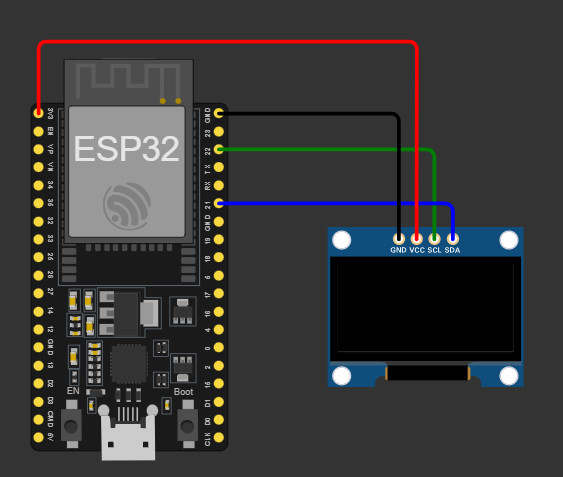 3V3
EN
VP
VN
34
35
32
33
25
26
27
14
12
GND
13
D2
D3
CMD
5V
ESP32
EN
Boot
GND
23
22
TX
RX
21
GND
19
18
5
17
16
4
0
2
15
D1
D0
CLK
GND VCC SCL SDA